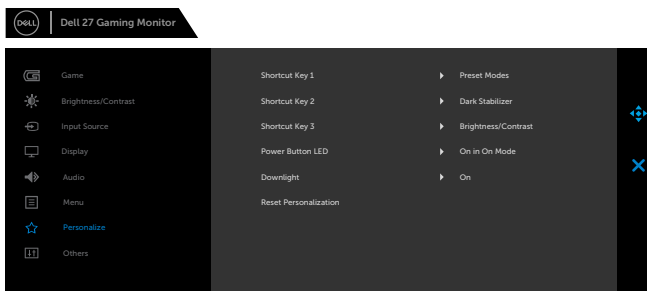 DELL
Dell 27 Gaming Monitor
Game
Shortcut Key 1 Preset Modes
Brightness/Contrast
Shortcut Key 2 Dark Stabilizer
Input Source
Shortcut Key 3 Brightness/Contrast
Display
Power Button LED On in On Mode
Audio
Downlight On
Menu
Reset Personalization
Personalize
Others